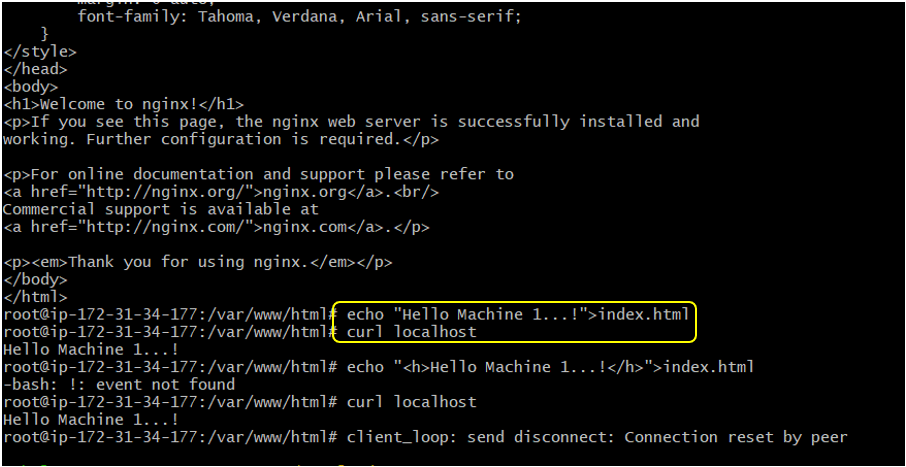 font-family: Tahoma, Verdana, Arial, sans-serif;
}
</style>
</head>
<body>
<h1>Welcome to nginx!</h1>
<p>If you see this page, the nginx web server is successfully installed and
working. Further configuration is required.</p>
<p>For online documentation and support please refer to
<a href="http://nginx.org/">nginx.org</a>.<br/>
Commercial support is available at
<a href="http://nginx.com/">nginx.com</a>.</p>
<p><em>Thank you for using nginx.</em></p>
</body>
</html>
root@ip-172-31-34-177:/var/www/html# echo "Hello Machine 1...!">index.html
root@ip-172-31-34-177:/var/www/html# curl localhost
Hello Machine 1...!
root@ip-172-31-34-177:/var/www/html# echo "<h>Hello Machine 1...!</h>">index.html
-bash: !: event not found
root@ip-172-31-34-177:/var/www/html# curl localhost
Hello Machine 1...!
root@ip-172-31-34-177:/var/www/html# client_loop: send disconnect: Connection reset by peer